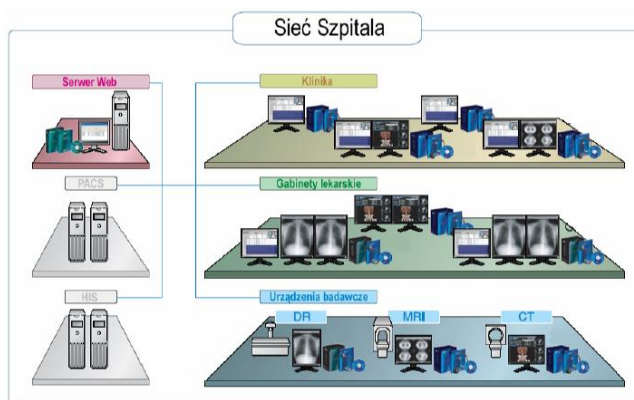 Sieć Szpitala
Serwer Web
Klinika
PACS
Gabinety lekarskie
HIS
Urządzenia badawcze
DR
MRI
CT